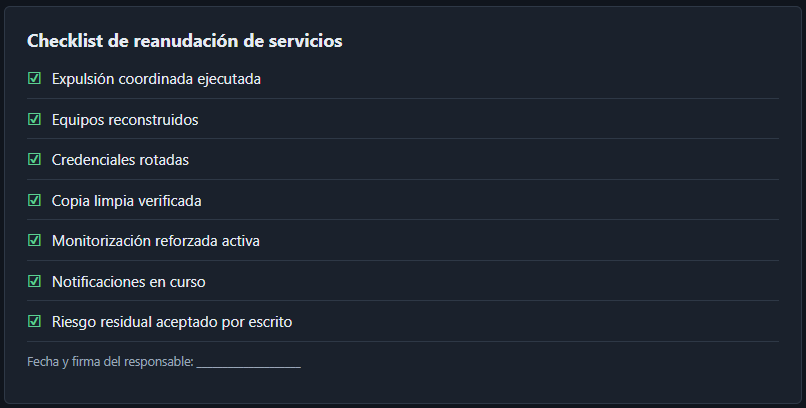 Checklist de reanudación de servicios
☑ Expulsión coordinada ejecutada
☑ Equipos reconstruidos
☑ Credenciales rotadas
☑ Copia limpia verificada
☑ Monitorización reforzada activa
☑ Notificaciones en curso
☑ Riesgo residual aceptado por escrito
Fecha y firma del responsable: __________________